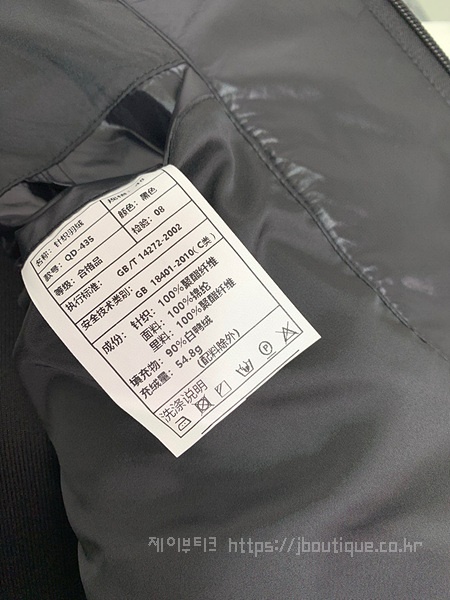 名称：针织羽绒
款号：QD-435 颜色：黑色
等级：合格品 检验：08
执行标准：GB/T 14272-2002
安全技术类别：GB 18401-2010( C类)
成份：针织：100%聚酯纤维
面料：100%锦纶
里料：100%聚酯纤维
填充物：90%白鸭绒
充绒量：54.8g (配料除外)
洗涤说明
P
제이부티크 https://jboutique.co.kr